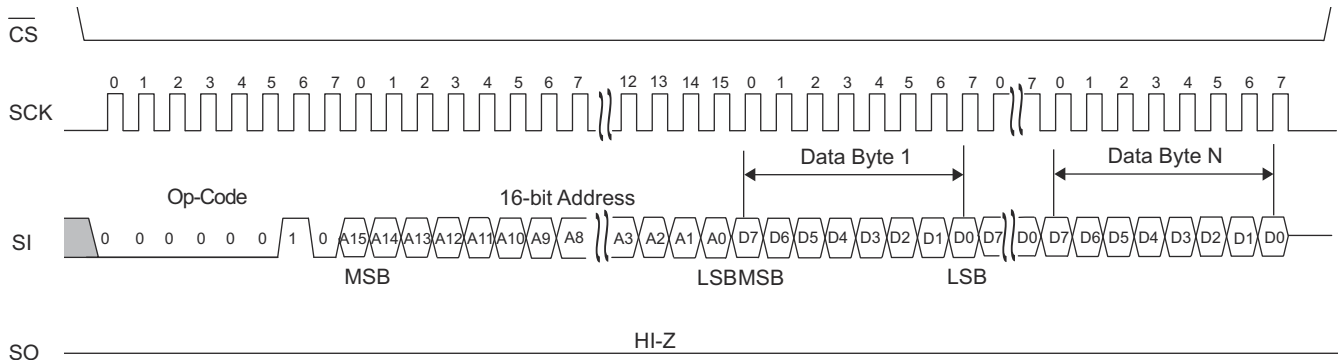 CS
0 1 2 3 4 5 6 7 0 1 2 3 4 5 6 7 12 13 14 15 0 1 2 3 4 5 6 7 0 7 0 1 2 3 4 5 6 7
SCK
Data Byte 1 Data Byte N
Op-Code 16-bit Address
SI 0 0 0 0 0 0 1 0 A15 A14 A13 A12 A11 A10 A9 A8 A3 A2 A1 A0 D7 D6 D5 D4 D3 D2 D1 D0 D7 D0 D7 D6 D5 D4 D3 D2 D1 D0
MSB LSB MSB LSB
HI-Z
SO